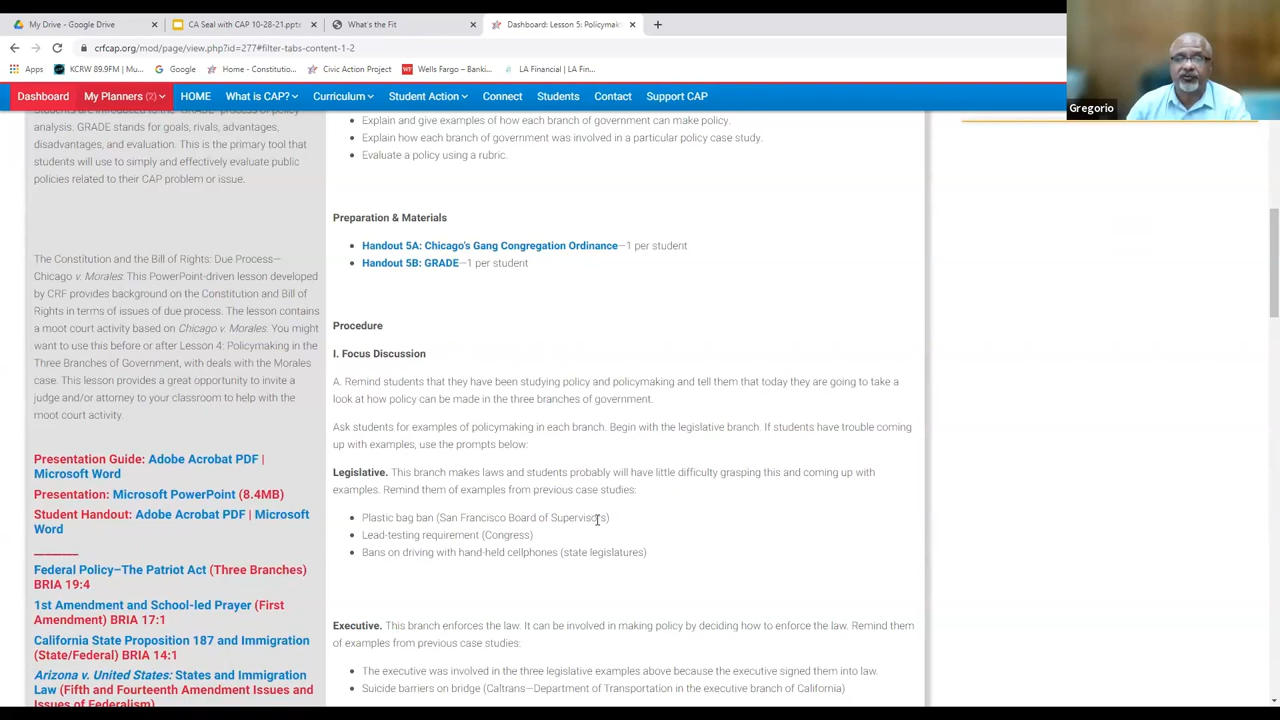 My Drive - Google Drive
CA Seal with CAP 10-28-21.pptx
What's the Fit
Dashboard: Lesson 5: Policymak
crfcap.org/mod/page/view.php?id=277#filter-tabs-content-1-2
Apps
KCRW 89.9FM | Mu...
Google
Home - Constitutio...
Civic Action Project
Wells Fargo – Banki...
LA Financial | LA Fin...
Gregorio
Dashboard
My Planners (2)
HOME
What is CAP?
Curriculum
Student Action
Connect
Students
Contact
Support CAP
analysis. GRADE stands for goals, rivals, advantages,
disadvantages, and evaluation. This is the primary tool that
students will use to simply and effectively evaluate public
policies related to their CAP problem or issue.
The Constitution and the Bill of Rights: Due Process—
Chicago v. Morales: This PowerPoint-driven lesson developed
by CRF provides background on the Constitution and Bill of
Rights in terms of issues of due process. The lesson contains
a moot court activity based on Chicago v. Morales. You might
want to use this before or after Lesson 4: Policymaking in the
Three Branches of Government, with deals with the Morales
case. This lesson provides a great opportunity to invite a
judge and/or attorney to your classroom to help with the
moot court activity.
Presentation Guide: Adobe Acrobat PDF |
Microsoft Word
Presentation: Microsoft PowerPoint (8.4MB)
Student Handout: Adobe Acrobat PDF | Microsoft
Word
Federal Policy–The Patriot Act (Three Branches)
BRIA 19:4
1st Amendment and School-led Prayer (First
Amendment) BRIA 17:1
California State Proposition 187 and Immigration
(State/Federal) BRIA 14:1
Arizona v. United States: States and Immigration
Law (Fifth and Fourteenth Amendment Issues and
Issues of Federalism)
Explain and give examples of how each branch of government can make policy.
Explain how each branch of government was involved in a particular policy case study.
Evaluate a policy using a rubric.
Preparation & Materials
Handout 5A: Chicago's Gang Congregation Ordinance—1 per student
Handout 5B: GRADE—1 per student
Procedure
I. Focus Discussion
A. Remind students that they have been studying policy and policymaking and tell them that today they are going to take a
look at how policy can be made in the three branches of government.
Ask students for examples of policymaking in each branch. Begin with the legislative branch. If students have trouble coming
up with examples, use the prompts below:
Legislative. This branch makes laws and students probably will have little difficulty grasping this and coming up with
examples. Remind them of examples from previous case studies:
Plastic bag ban (San Francisco Board of Supervisors)
Lead-testing requirement (Congress)
Bans on driving with hand-held cellphones (state legislatures)
Executive. This branch enforces the law. It can be involved in making policy by deciding how to enforce the law. Remind them
of examples from previous case studies:
The executive was involved in the three legislative examples above because the executive signed them into law.
Suicide barriers on bridge (Caltrans—Department of Transportation in the executive branch of California)